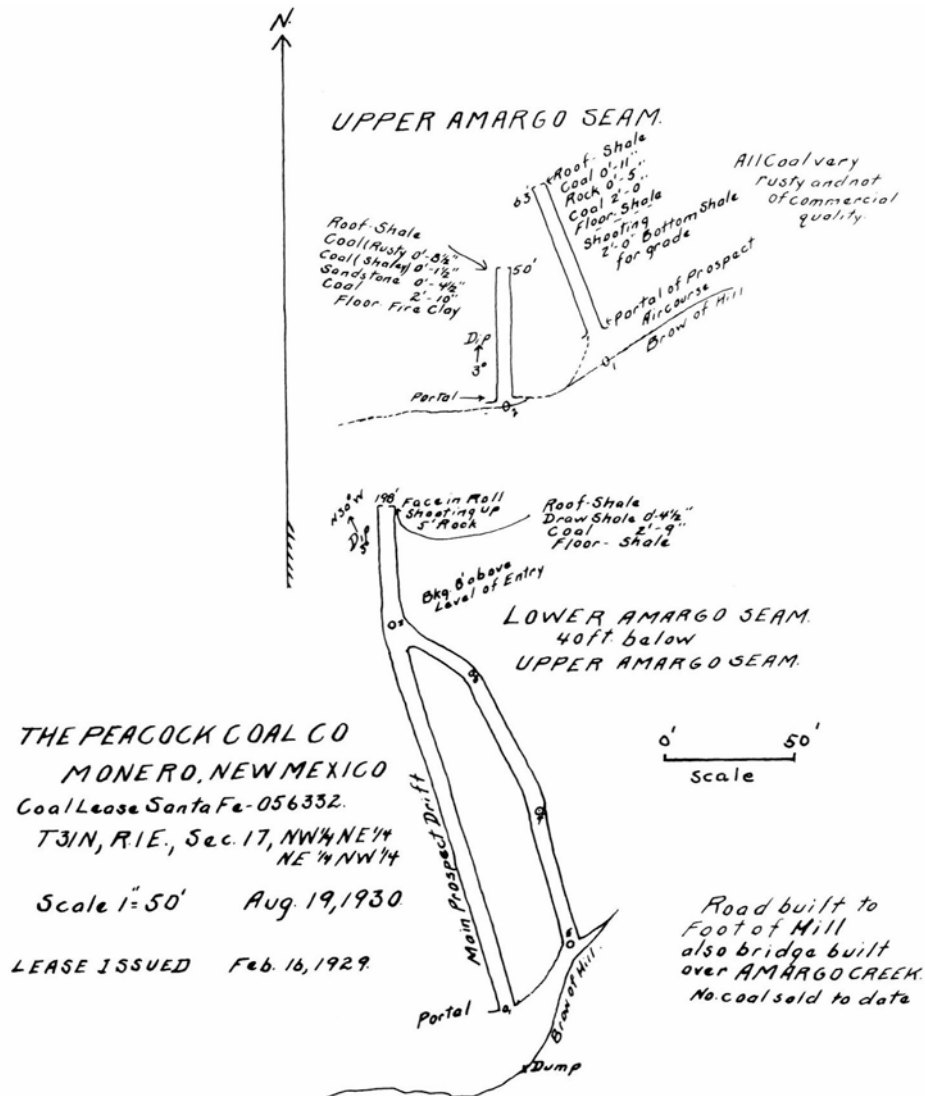 N.
UPPER AMARGO SEAM.
63'
Roof-Shale
Coal 0'-11"
Rock 0'-5"
Coal 2'-0"
Floor-Shale
Shooting
2'-0" Bottom Shale
for grade
All Coal very
rusty and not
of commercial
quality.
Roof-Shale
Coal (Rusty 0'-8½"
Coal (Shaley) 0'-1½"
Sandstone 0'-4½"
Coal 2'-10"
Floor-Fire Clay
50'
Portal of Prospect
Aircourse
Brow of Hill
1
Dip
3°
Portal
2
N30°W
Dip
5°
198'
Face in Roll
Shooting up
5' Rock
Roof-Shale
Draw Shale 0'-4½"
Coal 2'-9"
Floor-Shale
Bkg. 8' above
Level of Entry
LOWER AMARGO SEAM.
40 ft. below
UPPER AMARGO SEAM.
THE PEACOCK COAL CO
MONERO, NEW MEXICO
Coal Lease Santa Fe-056332.
T31N, R.1E., Sec. 17, NW¼NE¼
NE¼NW¼
Scale 1"=50' Aug. 19, 1930.
LEASE ISSUED Feb. 16, 1929.
0' 50'
Scale
Main Prospect Drift
Portal
Brow of Hill
Dump
Road built to
Foot of Hill
also bridge built
over AMARGO CREEK.
No coal sold to date